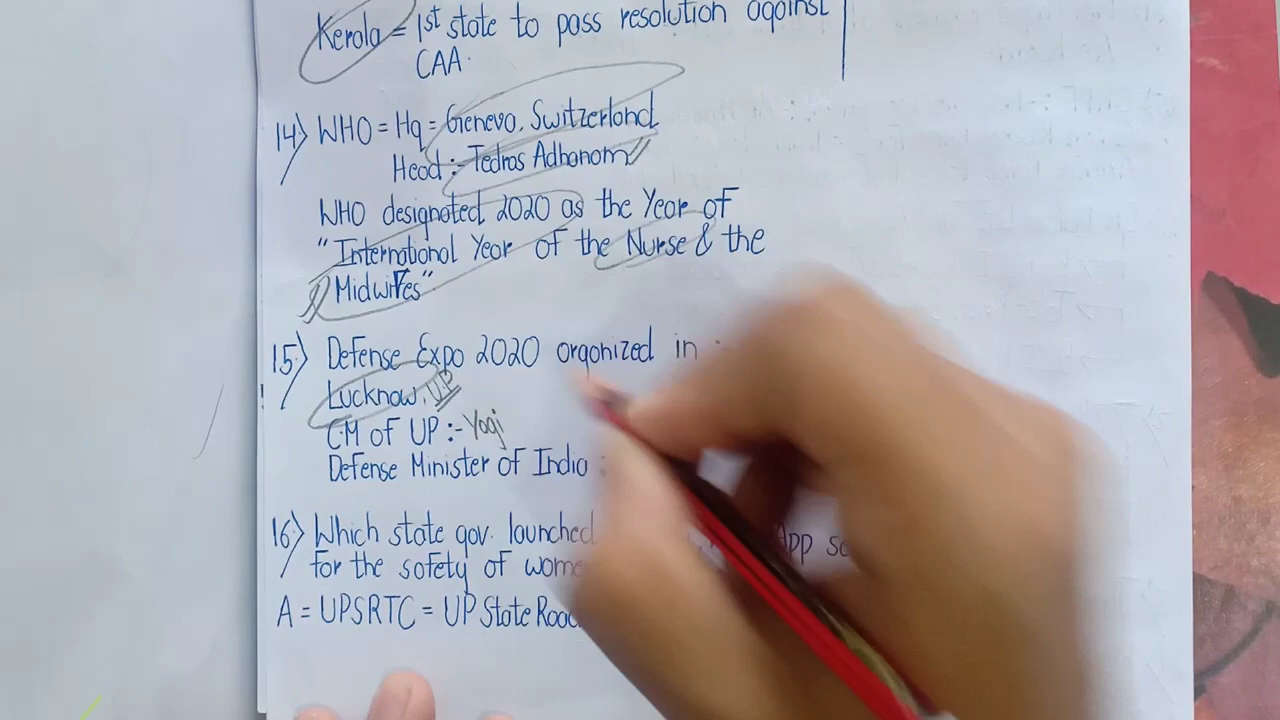 Kerala = 1st state to pass resolution against
CAA.
14) WHO = Hq = Geneva, Switzerland
Head :- Tedros Adhanom
WHO designated 2020 as the Year of
"International Year of the Nurse & the
Midwifes"
15) Defense Expo 2020 organized in :-
Lucknow, UP
CM of UP :- Yogi
Defense Minister of India :
16) Which state gov. launched
App
for the safety of
A = UPSRTC = UP State